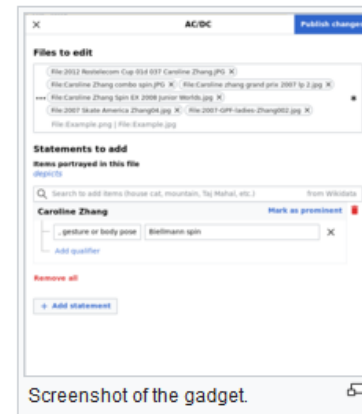 AC/DC
Publish changes
Files to edit
File:2012 Rostelecom Cup 01d 037 Caroline Zhang.JPG
File:Caroline Zhang combo spin.JPG File:Caroline zhang grand prix 2007 lp 2.jpg
File:Caroline Zhang Spin EX 2008 Junior Worlds.jpg
File:2007 Skate America Zhang04.jpg File:2007-GPF-ladies-Zhang002.jpg
File:Example.png | File:Example.jpg
Statements to add
Items portrayed in this file
depicts
Search to add items (house cat, mountain, Taj Mahal, etc.) from Wikidata
Caroline Zhang Mark as prominent
, gesture or body pose Biellmann spin
Add qualifier
Remove all
+ Add statement
Screenshot of the gadget.